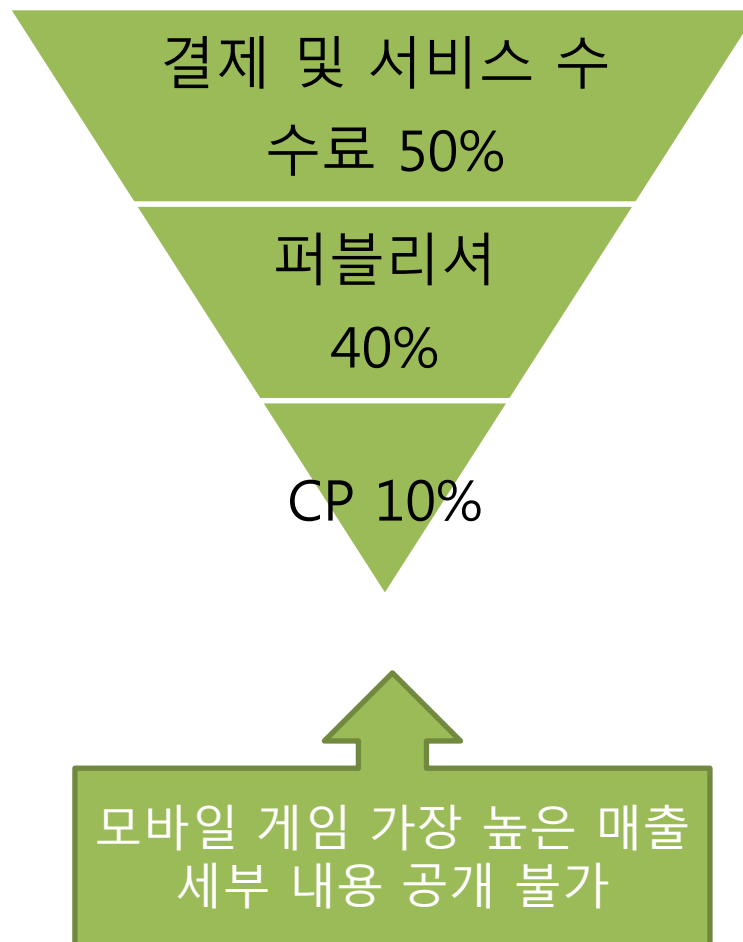 결제 및 서비스 수
수료 50%
퍼블리셔
40%
CP 10%
모바일 게임 가장 높은 매출
세부 내용 공개 불가